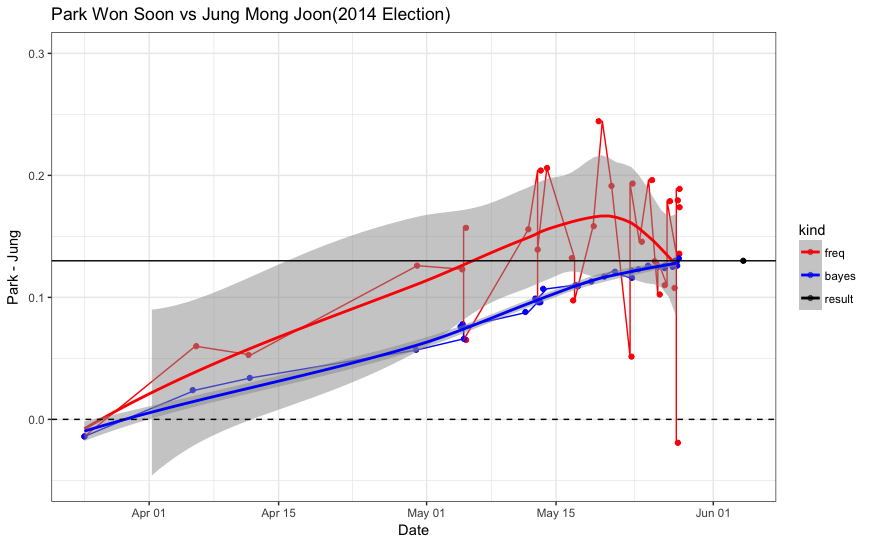 Park Won Soon vs Jung Mong Joon(2014 Election)
0.3
0.2
0.1
0.0
Park - Jung
Apr 01
Apr 15
May 01
May 15
Jun 01
Date
kind
freq
bayes
result